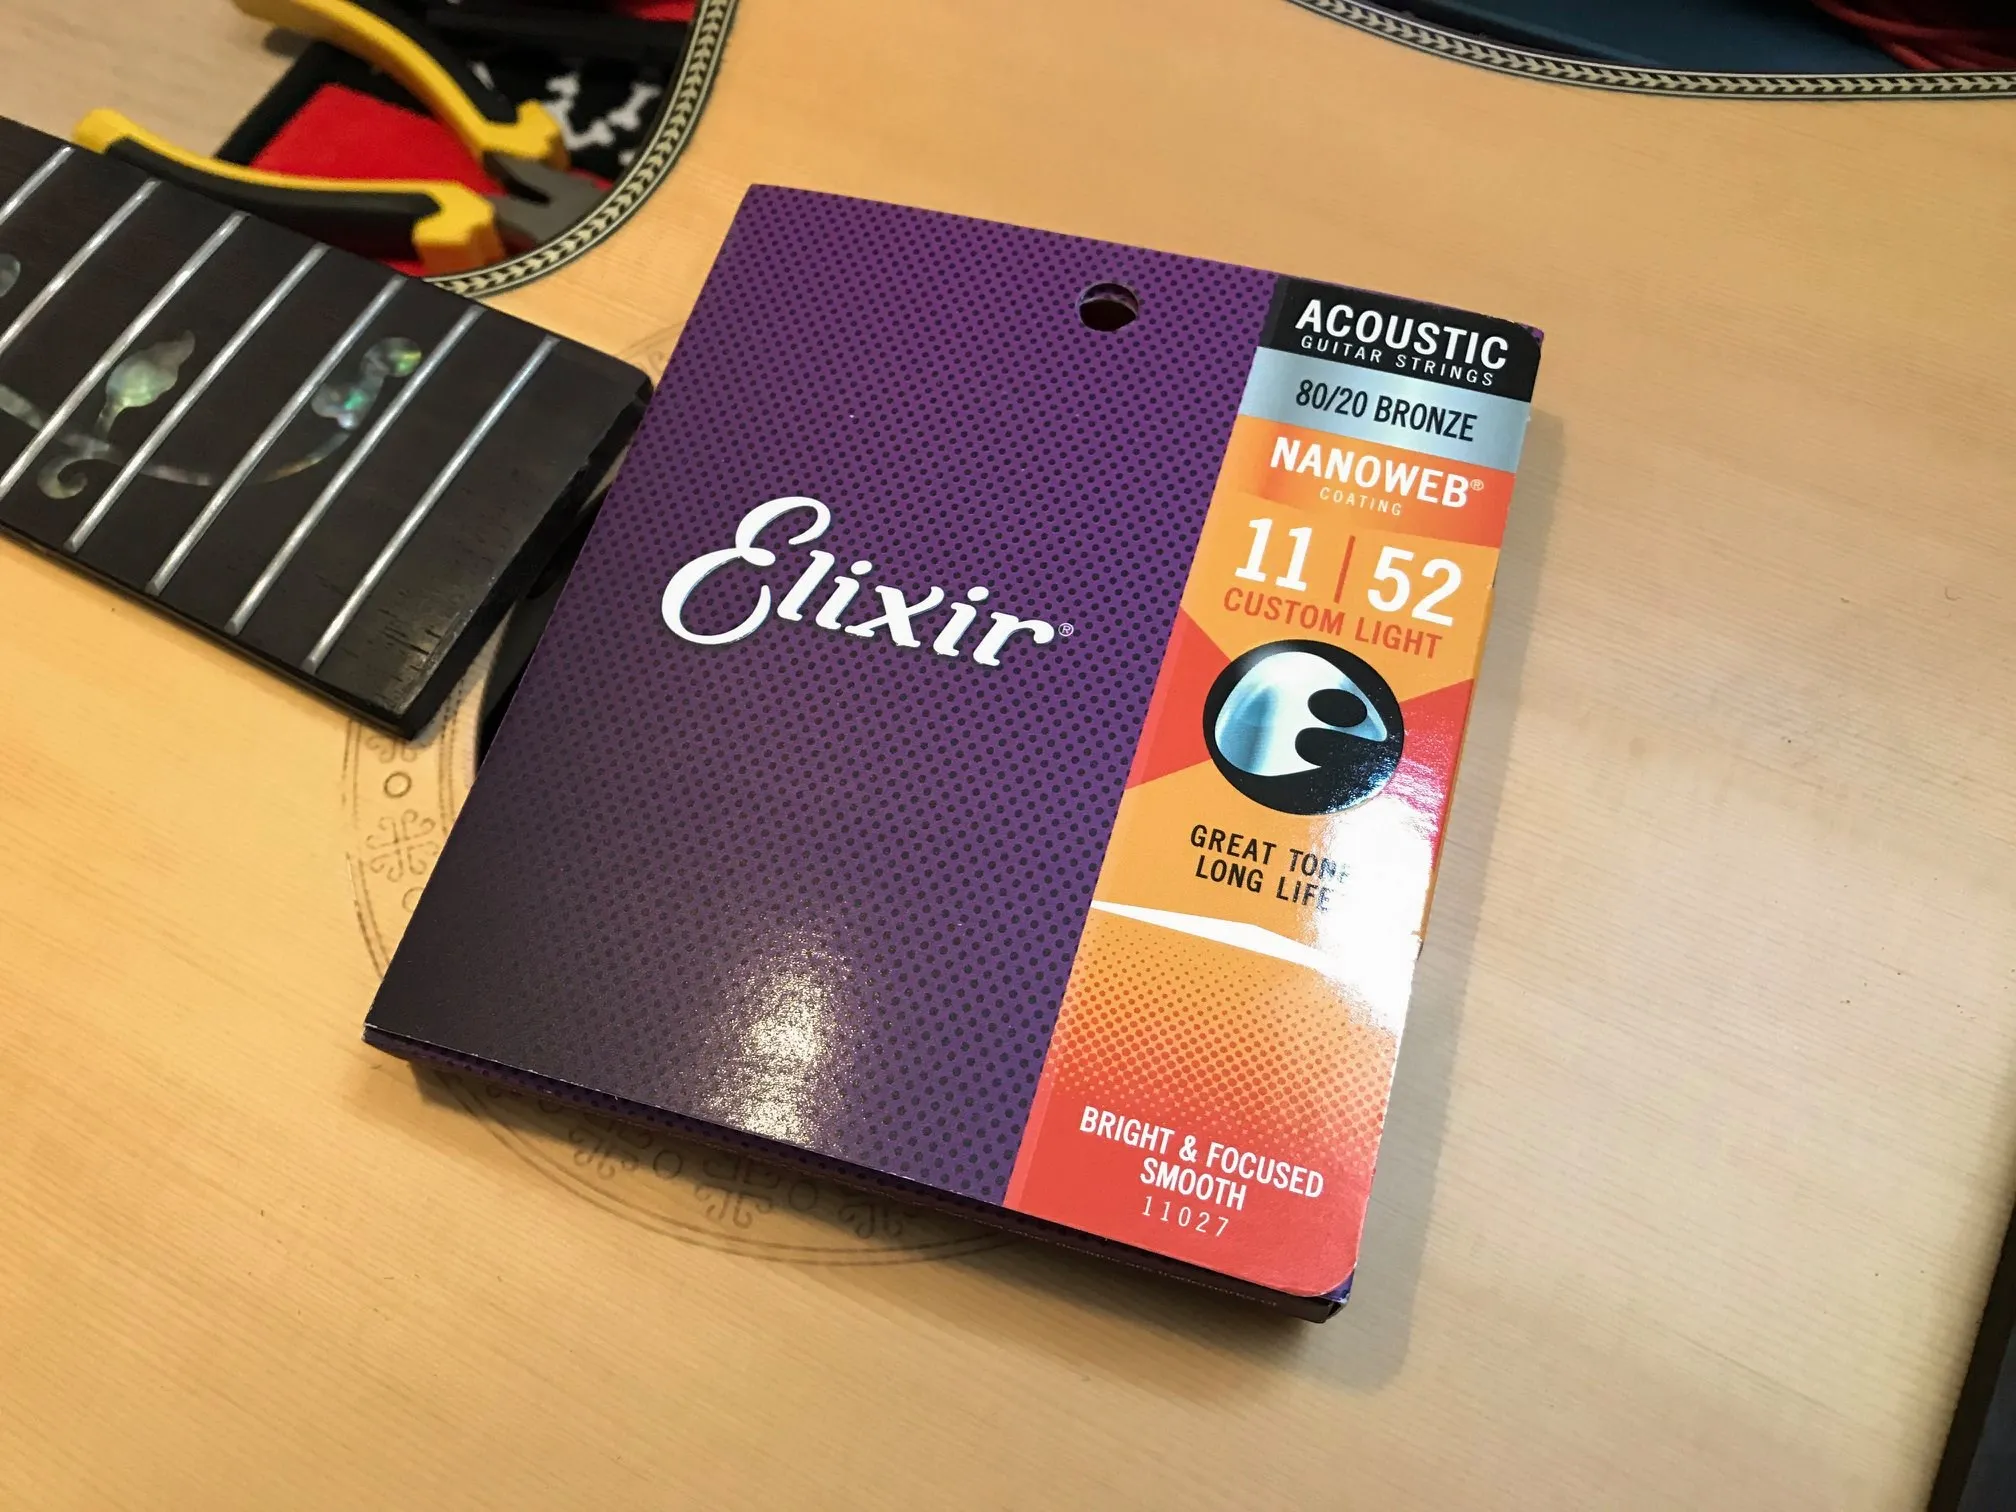 Elixir®
ACOUSTIC
GUITAR STRINGS
80/20 BRONZE
NANOWEB®
COATING
11 | 52
CUSTOM LIGHT
GREAT TONE
LONG LIFE
BRIGHT & FOCUSED
SMOOTH
11027